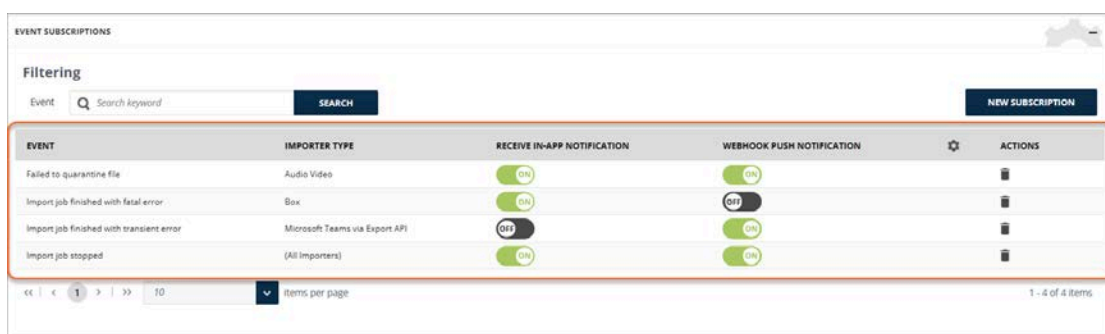 EVENT SUBSCRIPTIONS
Filtering
Event Search keyword SEARCH NEW SUBSCRIPTION
EVENT IMPORTER TYPE RECEIVE IN-APP NOTIFICATION WEBHOOK PUSH NOTIFICATION ACTIONS
Failed to quarantine file Audio Video ON ON
Import job finished with fatal error Box ON OFF
Import job finished with transient error Microsoft Teams via Export API OFF ON
Import job stopped (All Importers) ON ON
<< | < 1 > | >> 10 items per page 1 - 4 of 4 items